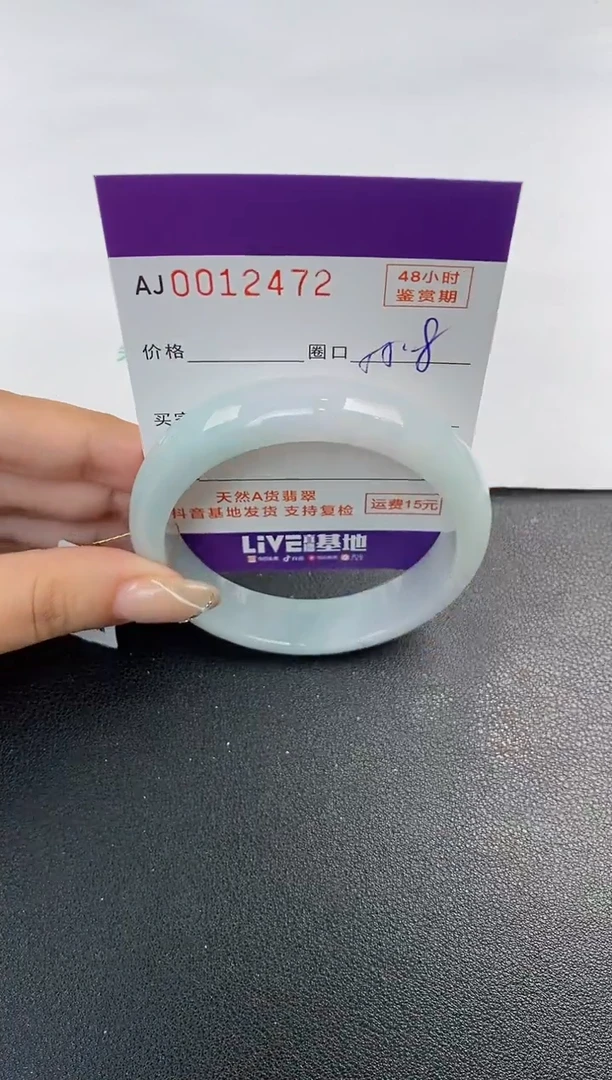 AJ0012472
48小时
鉴赏期
价格 圈口
买
天然A货翡翠
抖音基地发货 支持复检
运费15元
LiVE 基地